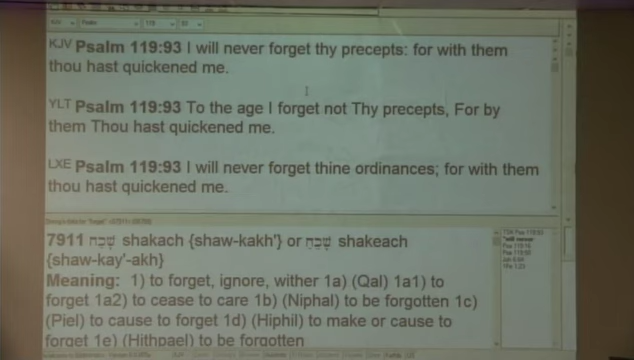 KJV Psalm 119:93 I will never forget thy precepts: for with them
thou hast quickened me.
YLT Psalm 119:93 To the age I forget not Thy precepts, For by
them Thou hast quickened me.
LXE Psalm 119:93 I will never forget thine ordinances; for with them
thou hast quickened me.
7911 שָׁכַח shakach {shaw-kakh'} or שָׁכֵחַ shakeach
{shaw-kay'-akh}
Meaning: 1) to forget, ignore, wither 1a) (Qal) 1a1) to
forget 1a2) to cease to care 1b) (Niphal) to be forgotten 1c)
(Piel) to cause to forget 1d) (Hiphil) to make or cause to
forget 1e) (Hithpael) to be forgotten